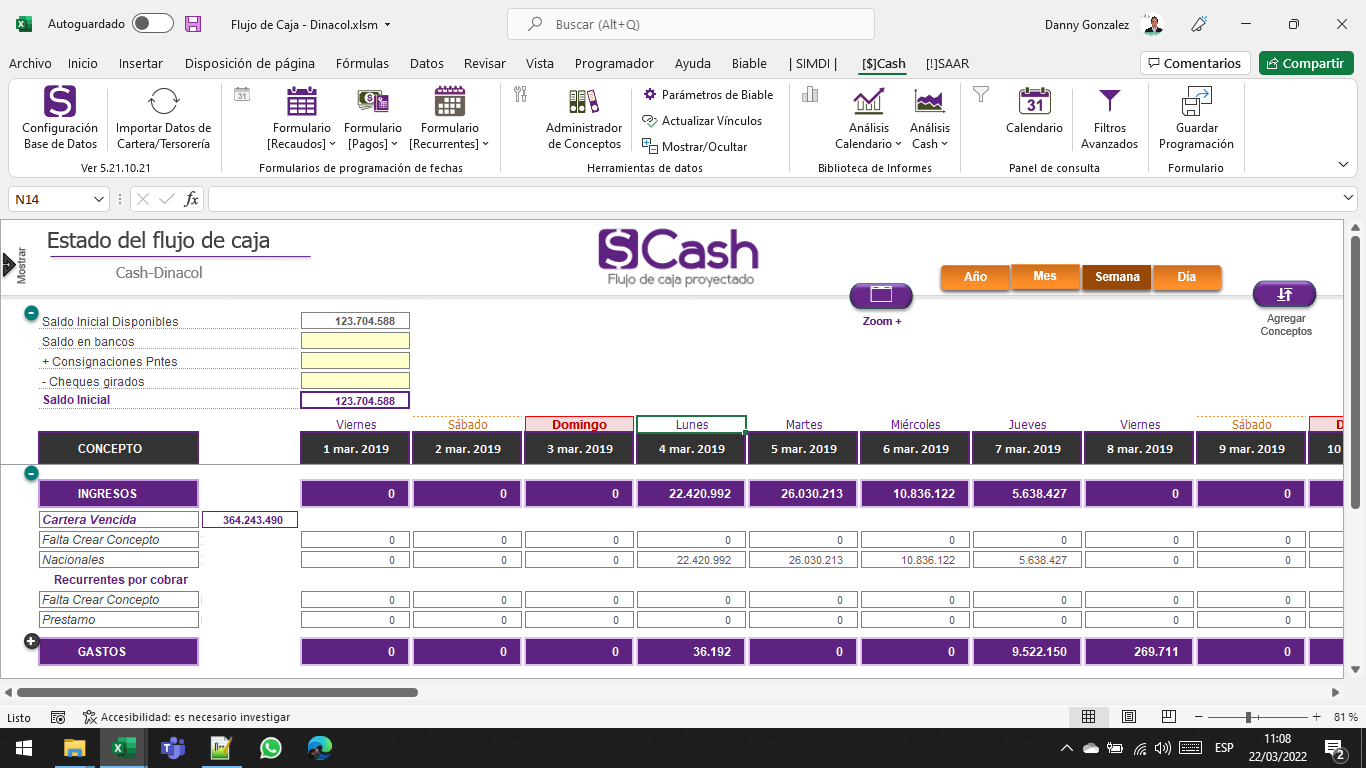 Autoguardado
Flujo de Caja - Dinacol.xlsm
Buscar (Alt+Q)
Danny Gonzalez
Archivo Inicio Insertar Disposición de página Fórmulas Datos Revisar Vista Programador Ayuda Biable | SIMDI | [$]Cash [!]SAAR
Comentarios
Compartir
Configuración Base de Datos
Importar Datos de Cartera/Tersorería
Ver 5.21.10.21
Formulario [Recaudos]
Formulario [Pagos]
Formulario [Recurrentes]
Formularios de programación de fechas
Administrador de Conceptos
Parámetros de Biable
Actualizar Vínculos
Mostrar/Ocultar
Herramientas de datos
Análisis Calendario
Análisis Cash
Biblioteca de Informes
31
Calendario
Filtros Avanzados
Panel de consulta
Guardar Programación
Formulario
N14
fx
Mostrar
Estado del flujo de caja
Cash-Dinacol
$Cash
Flujo de caja proyectado
Zoom +
Año Mes Semana Día
Agregar Conceptos
Saldo Inicial Disponibles 123.704.588
Saldo en bancos
+ Consignaciones Pntes
- Cheques girados
Saldo Inicial 123.704.588
Viernes Sábado Domingo Lunes Martes Miércoles Jueves Viernes Sábado D
CONCEPTO 1 mar. 2019 2 mar. 2019 3 mar. 2019 4 mar. 2019 5 mar. 2019 6 mar. 2019 7 mar. 2019 8 mar. 2019 9 mar. 2019 10
INGRESOS 0 0 0 22.420.992 26.030.213 10.836.122 5.638.427 0 0
Cartera Vencida 364.243.490
Falta Crear Concepto 0 0 0 0 0 0 0 0 0
Nacionales 0 0 0 22.420.992 26.030.213 10.836.122 5.638.427 0 0
Recurrentes por cobrar
Falta Crear Concepto 0 0 0 0 0 0 0 0 0
Prestamo 0 0 0 0 0 0 0 0 0
GASTOS 0 0 0 36.192 0 0 9.522.150 269.711 0
Listo
Accesibilidad: es necesario investigar
81 %
ESP
11:08
22/03/2022
2